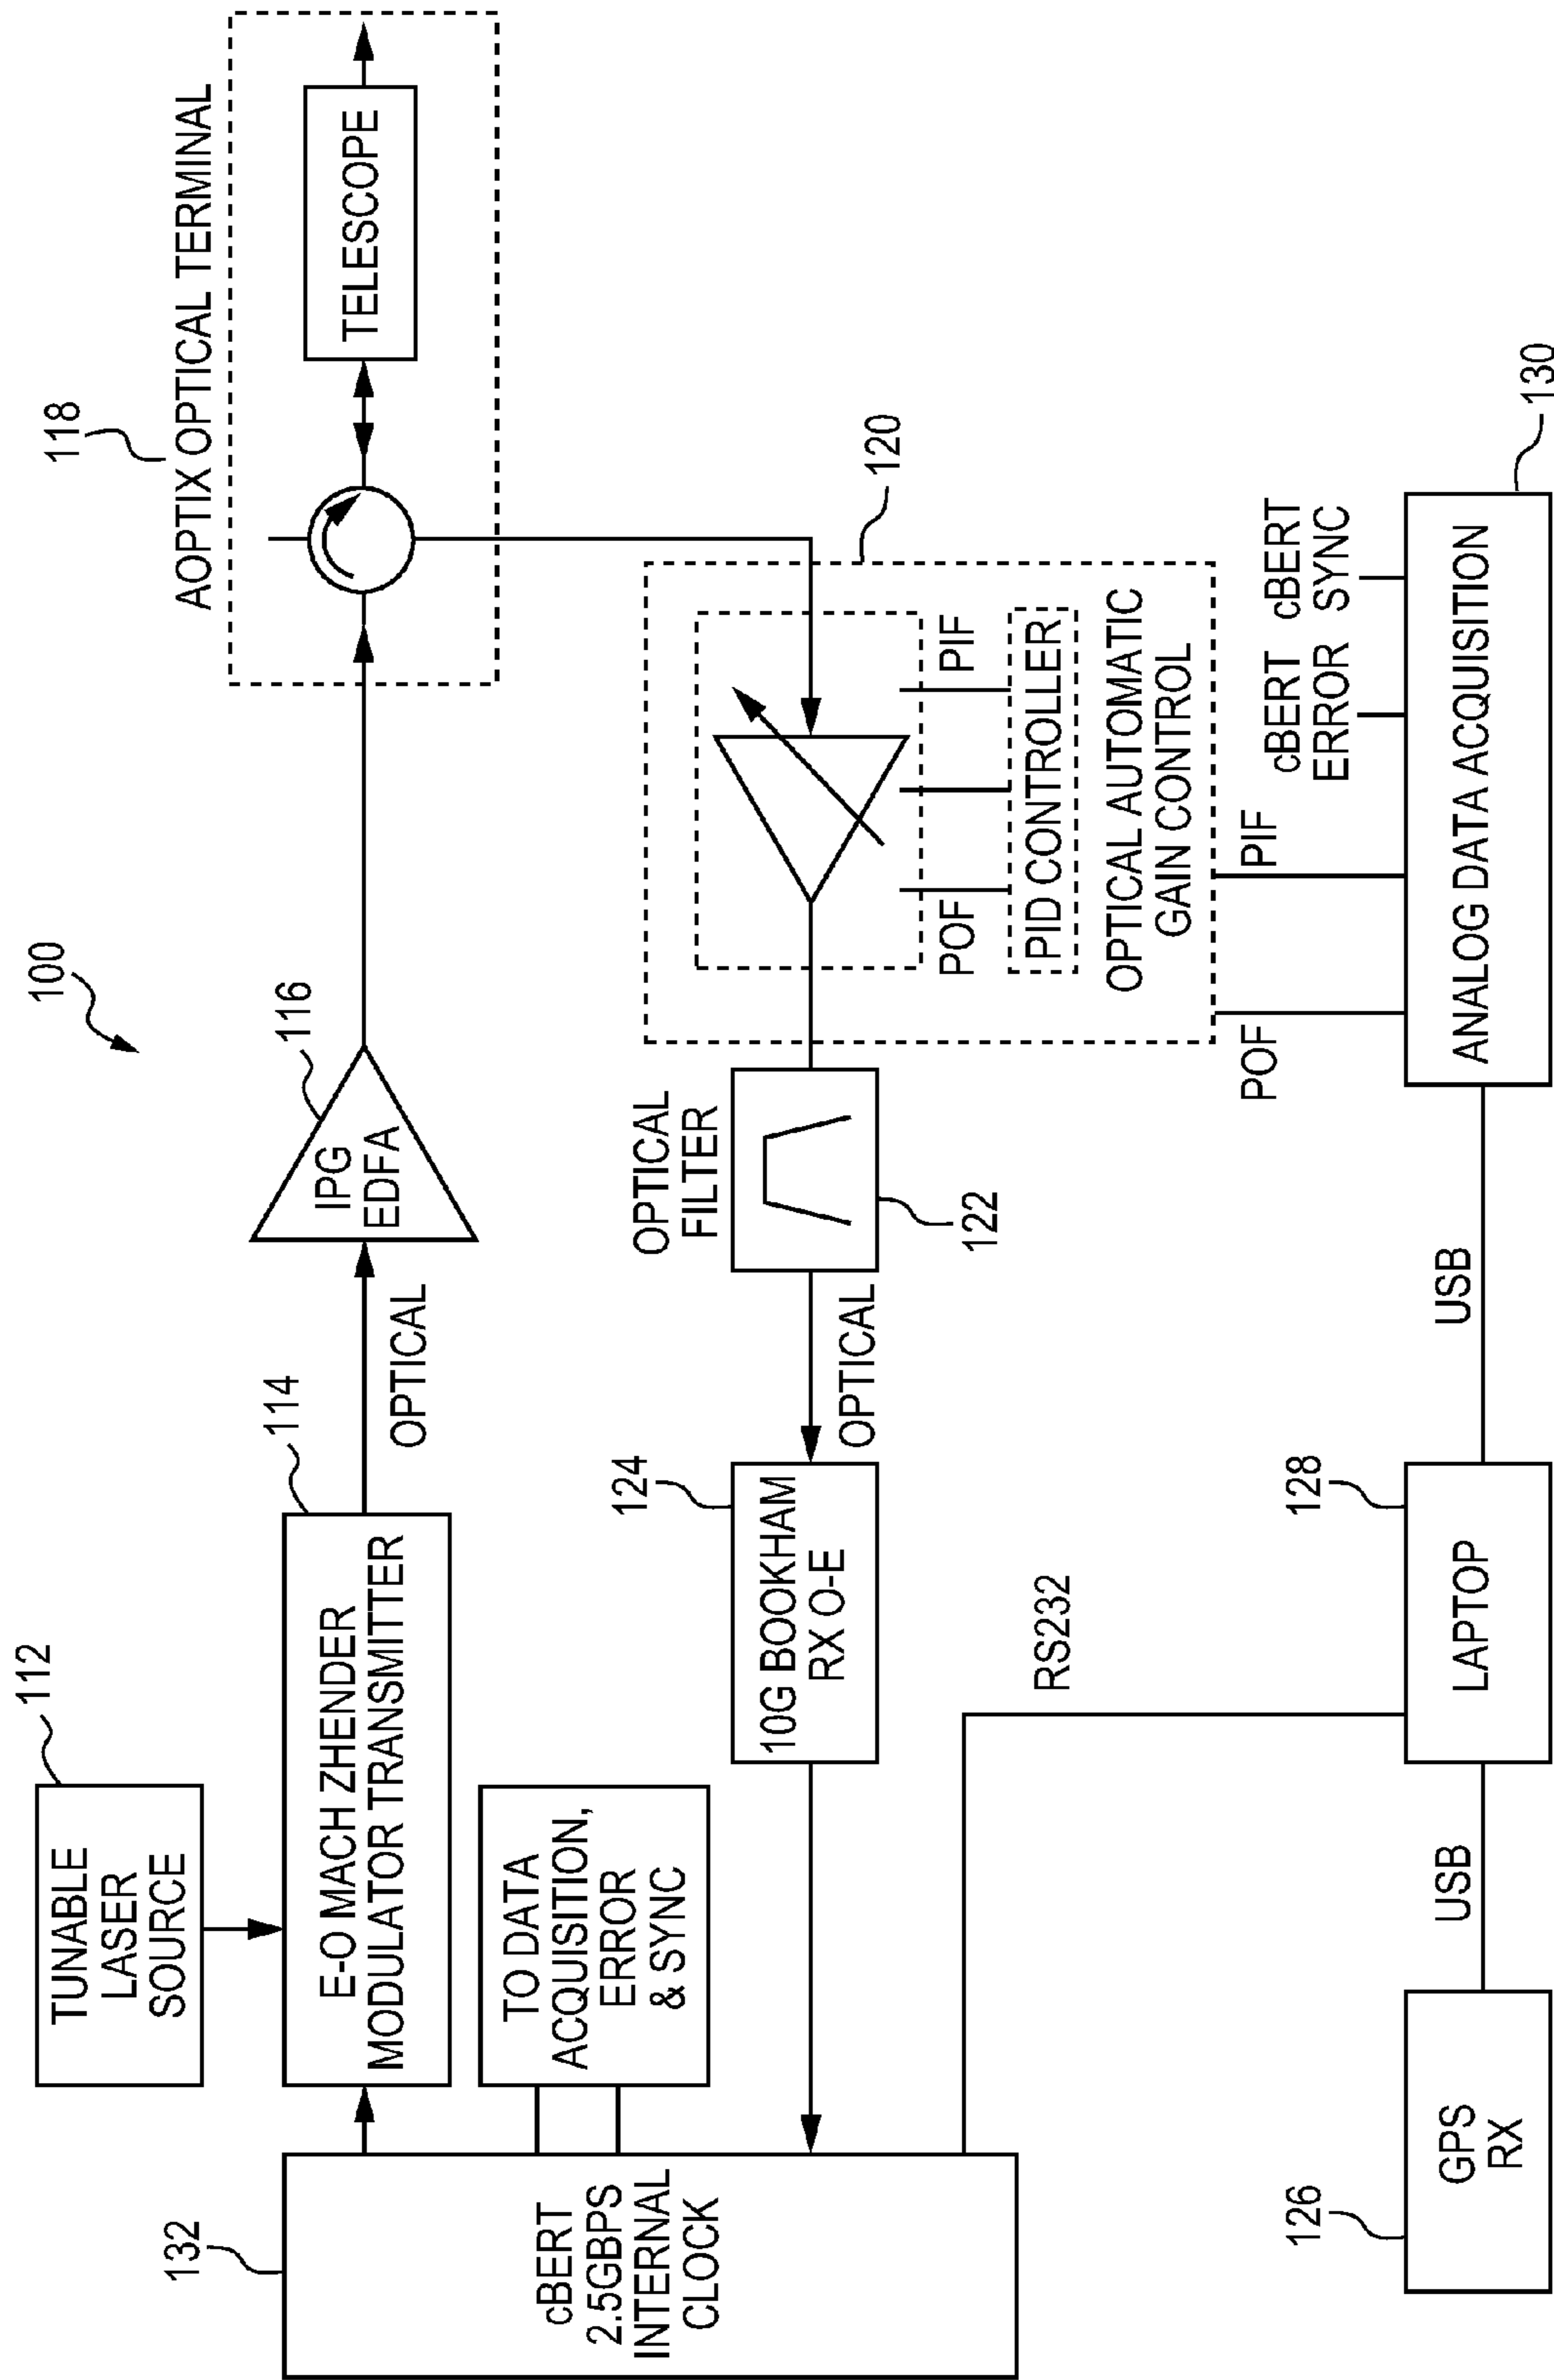 100
112
TUNABLE
LASER
SOURCE
132
cBERT
2.5GBPS
INTERNAL
CLOCK
114
E-O MACH ZHENDER
MODULATOR TRANSMITTER
OPTICAL
116
IPG
EDFA
118
AOPTIX OPTICAL TERMINAL
TELESCOPE
TO DATA
ACQUISITION,
ERROR
& SYNC
124
10G BOOKHAM
RX O-E
OPTICAL
OPTICAL
FILTER
122
120
POF
PIF
PID CONTROLLER
OPTICAL AUTOMATIC
GAIN CONTROL
RS232
POF
PIF
cBERT
ERROR
cBERT
SYNC
126
GPS
RX
USB
128
LAPTOP
USB
ANALOG DATA ACQUISITION
130